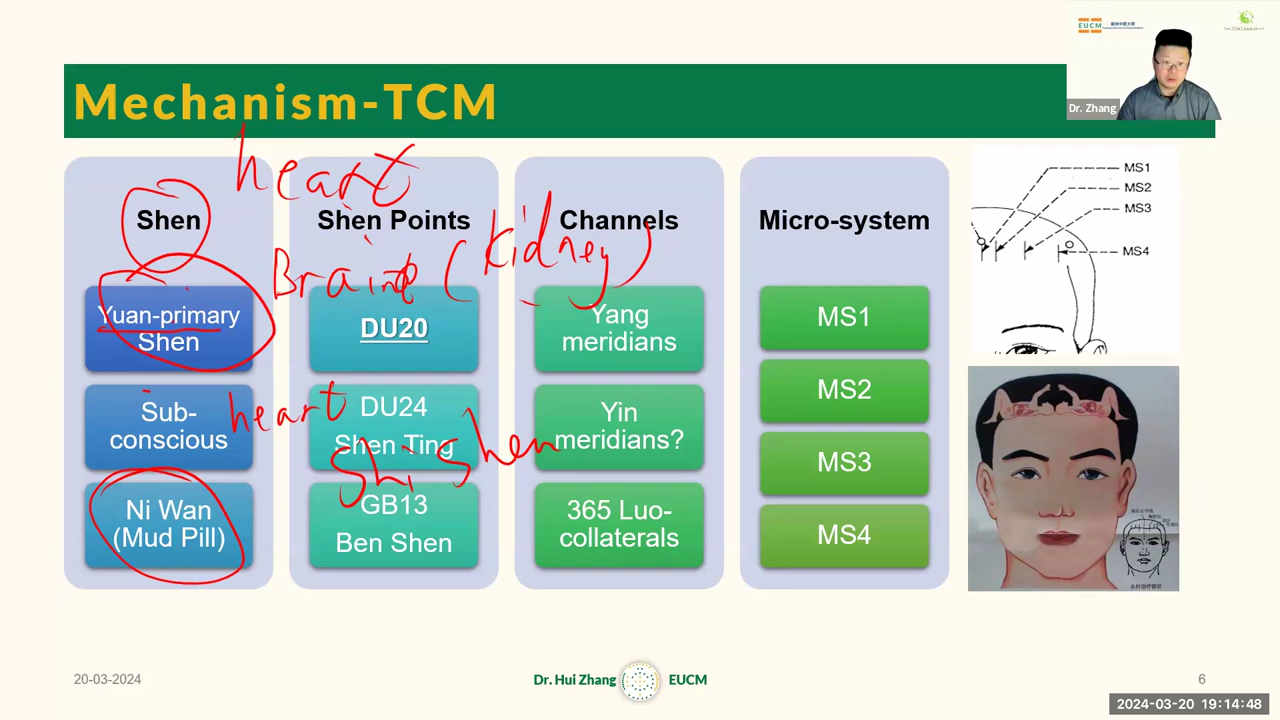 EUCM
Dr. Zhang
Mechanism-TCM
heart
Shen
Shen Points
Channels
Micro-system
Brain (kidney)
Yuan-primary
Shen
DU20
Yang
meridians
MS1
Sub-
conscious
heart
DU24
Shen Ting
Shi Shen
Yin
meridians?
MS2
MS3
Ni Wan
(Mud Pill)
GB13
Ben Shen
365 Luo-
collaterals
MS4
MS1
MS2
MS3
MS4
20-03-2024
Dr. Hui Zhang
EUCM
6
2024-03-20 19:14:48